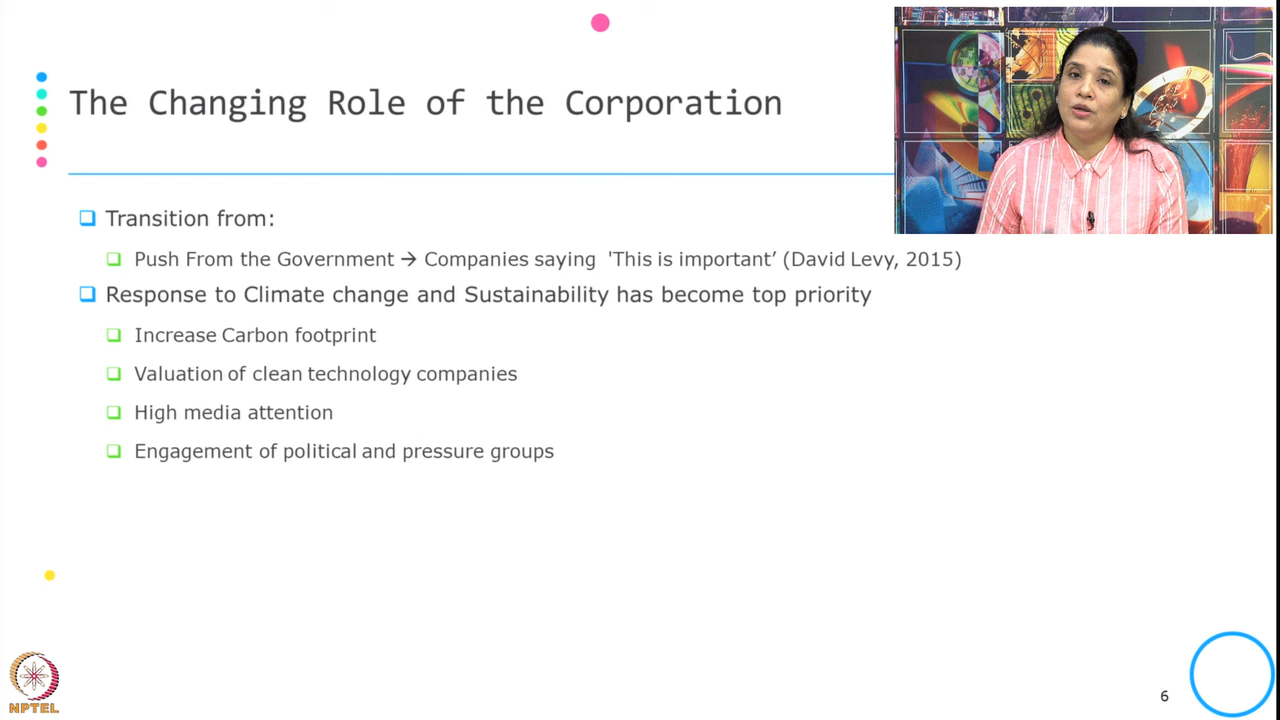 The Changing Role of the Corporation
Transition from:
Push From the Government → Companies saying 'This is important’ (David Levy, 2015)
Response to Climate change and Sustainability has become top priority
Increase Carbon footprint
Valuation of clean technology companies
High media attention
Engagement of political and pressure groups
NPTEL
6